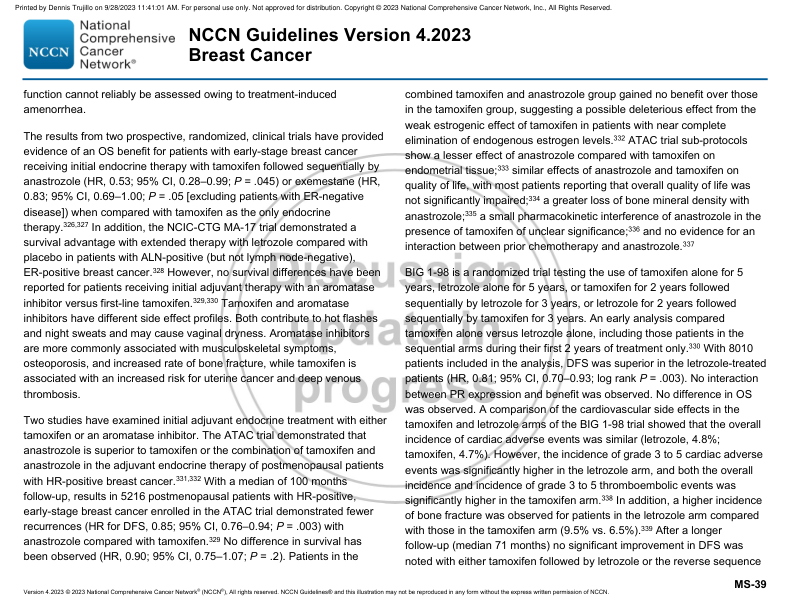 Printed by Dennis Trujillo on 9/28/2023 11:41:01 AM. For personal use only. Not approved for distribution. Copyright © 2023 National Comprehensive Cancer Network, Inc., All Rights Reserved.
NCCN
National
Comprehensive
Cancer
Network®
NCCN Guidelines Version 4.2023
Breast Cancer
function cannot reliably be assessed owing to treatment-induced
amenorrhea.
The results from two prospective, randomized, clinical trials have provided
evidence of an OS benefit for patients with early-stage breast cancer
receiving initial endocrine therapy with tamoxifen followed sequentially by
anastrozole (HR, 0.53; 95% CI, 0.28–0.99; P = .045) or exemestane (HR,
0.83; 95% CI, 0.69–1.00; P = .05 [excluding patients with ER-negative
disease]) when compared with tamoxifen as the only endocrine
therapy.326,327 In addition, the NCIC-CTG MA-17 trial demonstrated a
survival advantage with extended therapy with letrozole compared with
placebo in patients with ALN-positive (but not lymph node-negative),
ER-positive breast cancer.328 However, no survival differences have been
reported for patients receiving initial adjuvant therapy with an aromatase
inhibitor versus first-line tamoxifen.329,330 Tamoxifen and aromatase
inhibitors have different side effect profiles. Both contribute to hot flashes
and night sweats and may cause vaginal dryness. Aromatase inhibitors
are more commonly associated with musculoskeletal symptoms,
osteoporosis, and increased rate of bone fracture, while tamoxifen is
associated with an increased risk for uterine cancer and deep venous
thrombosis.
Two studies have examined initial adjuvant endocrine treatment with either
tamoxifen or an aromatase inhibitor. The ATAC trial demonstrated that
anastrozole is superior to tamoxifen or the combination of tamoxifen and
anastrozole in the adjuvant endocrine therapy of postmenopausal patients
with HR-positive breast cancer.331,332 With a median of 100 months
follow-up, results in 5216 postmenopausal patients with HR-positive,
early-stage breast cancer enrolled in the ATAC trial demonstrated fewer
recurrences (HR for DFS, 0.85; 95% CI, 0.76–0.94; P = .003) with
anastrozole compared with tamoxifen.329 No difference in survival has
been observed (HR, 0.90; 95% CI, 0.75–1.07; P = .2). Patients in the
combined tamoxifen and anastrozole group gained no benefit over those
in the tamoxifen group, suggesting a possible deleterious effect from the
weak estrogenic effect of tamoxifen in patients with near complete
elimination of endogenous estrogen levels.332 ATAC trial sub-protocols
show a lesser effect of anastrozole compared with tamoxifen on
endometrial tissue;333 similar effects of anastrozole and tamoxifen on
quality of life, with most patients reporting that overall quality of life was
not significantly impaired;334 a greater loss of bone mineral density with
anastrozole;335 a small pharmacokinetic interference of anastrozole in the
presence of tamoxifen of unclear significance;336 and no evidence for an
interaction between prior chemotherapy and anastrozole.337
BIG 1-98 is a randomized trial testing the use of tamoxifen alone for 5
years, letrozole alone for 5 years, or tamoxifen for 2 years followed
sequentially by letrozole for 3 years, or letrozole for 2 years followed
sequentially by tamoxifen for 3 years. An early analysis compared
tamoxifen alone versus letrozole alone, including those patients in the
sequential arms during their first 2 years of treatment only.330 With 8010
patients included in the analysis, DFS was superior in the letrozole-treated
patients (HR, 0.81; 95% CI, 0.70–0.93; log rank P = .003). No interaction
between PR expression and benefit was observed. No difference in OS
was observed. A comparison of the cardiovascular side effects in the
tamoxifen and letrozole arms of the BIG 1-98 trial showed that the overall
incidence of cardiac adverse events was similar (letrozole, 4.8%;
tamoxifen, 4.7%). However, the incidence of grade 3 to 5 cardiac adverse
events was significantly higher in the letrozole arm, and both the overall
incidence and incidence of grade 3 to 5 thromboembolic events was
significantly higher in the tamoxifen arm.338 In addition, a higher incidence
of bone fracture was observed for patients in the letrozole arm compared
with those in the tamoxifen arm (9.5% vs. 6.5%).339 After a longer
follow-up (median 71 months) no significant improvement in DFS was
noted with either tamoxifen followed by letrozole or the reverse sequence
Discussion
update in
progress
MS-39
Version 4.2023 © 2023 National Comprehensive Cancer Network® (NCCN®), All rights reserved. NCCN Guidelines® and this illustration may not be reproduced in any form without the express written permission of NCCN.